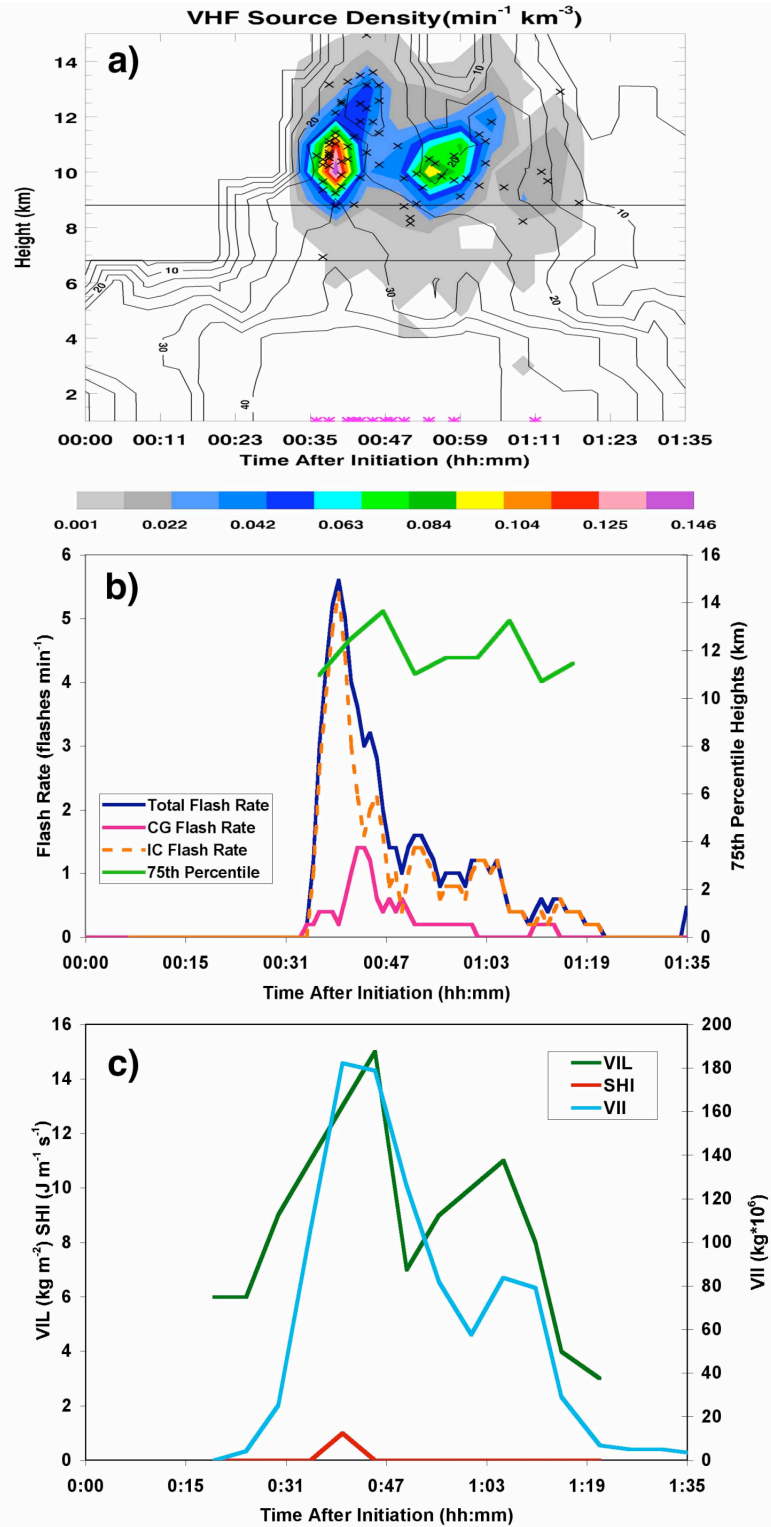 VHF Source Density(min⁻¹ km⁻³)
a)
Height (km)
14
12
10
8
6
4
2
10
20
20
10
10
20
30
20
30
40
00:00 00:11 00:23 00:35 00:47 00:59 01:11 01:23 01:35
Time After Initiation (hh:mm)
0.001 0.022 0.042 0.063 0.084 0.104 0.125 0.146
b)
Flash Rate (flashes min⁻¹)
6
5
4
3
2
1
0
Total Flash Rate
CG Flash Rate
IC Flash Rate
75th Percentile
16
14
12
10
8
6
4
2
0
75th Percentile Heights (km)
00:00 00:15 00:31 00:47 01:03 01:19 01:35
Time After Initiation (hh:mm)
c)
VIL (kg m⁻²) SHI (J m⁻¹ s⁻¹)
16
14
12
10
8
6
4
2
0
VIL
SHI
VII
200
180
160
140
120
100
80
60
40
20
0
VII (kg*10⁶)
0:00 0:15 0:31 0:47 1:03 1:19 1:35
Time After Initiation (hh:mm)